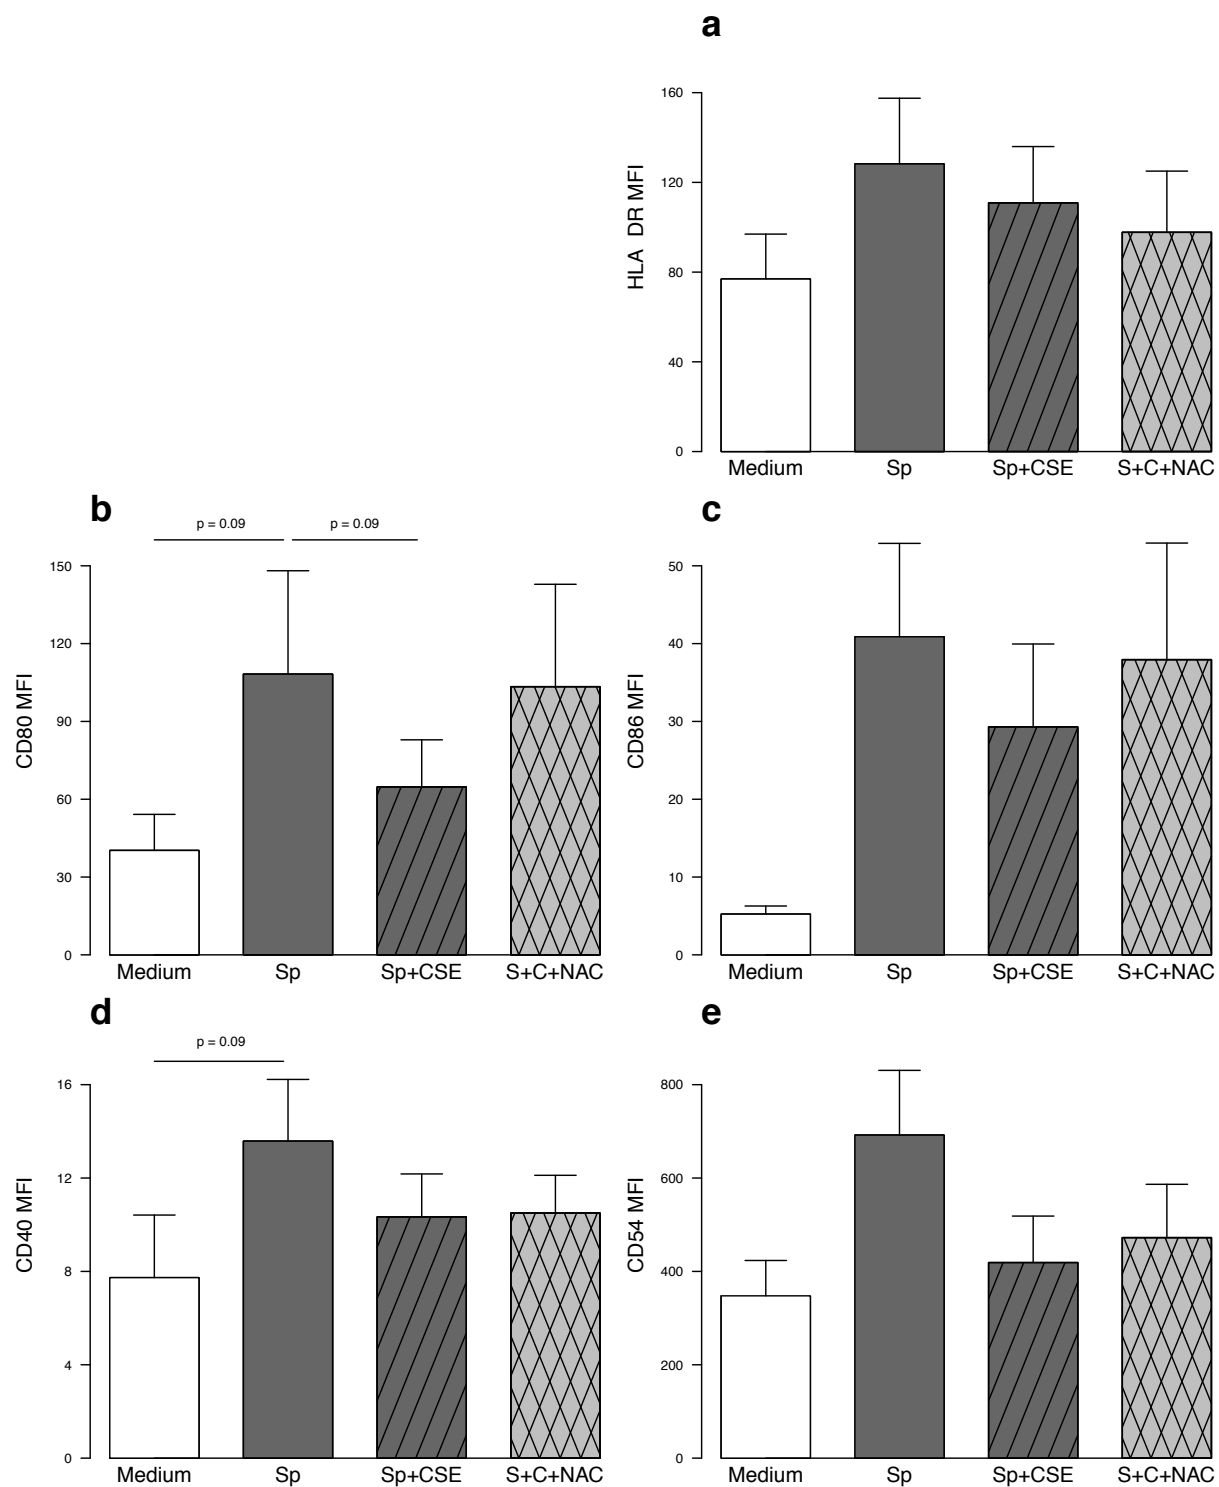 a
HLA DR MFI
160
120
80
40
0
Medium Sp Sp+CSE S+C+NAC
b
p = 0.09 p = 0.09
CD80 MFI
150
120
90
60
30
0
Medium Sp Sp+CSE S+C+NAC
c
CD86 MFI
50
40
30
20
10
0
Medium Sp Sp+CSE S+C+NAC
d
p = 0.09
CD40 MFI
16
12
8
4
0
Medium Sp Sp+CSE S+C+NAC
e
CD54 MFI
800
600
400
200
0
Medium Sp Sp+CSE S+C+NAC